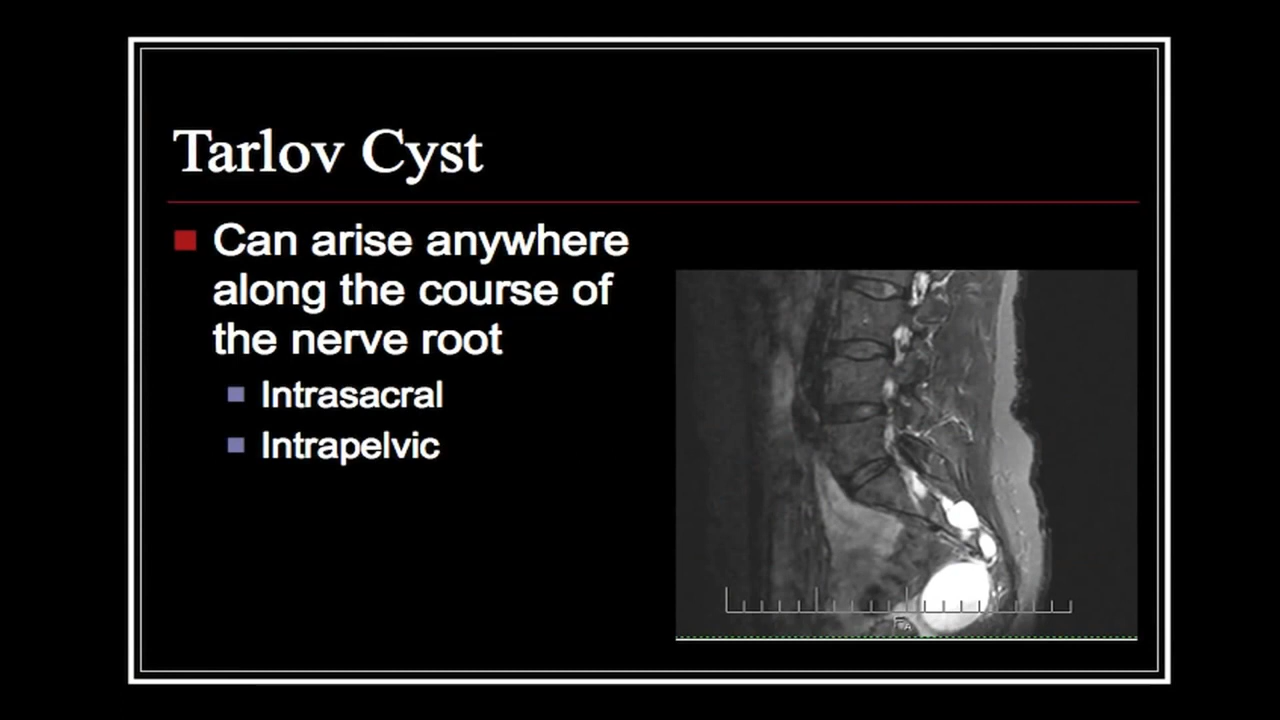 Tarlov Cyst
Can arise anywhere
along the course of
the nerve root
Intrasacral
Intrapelvic